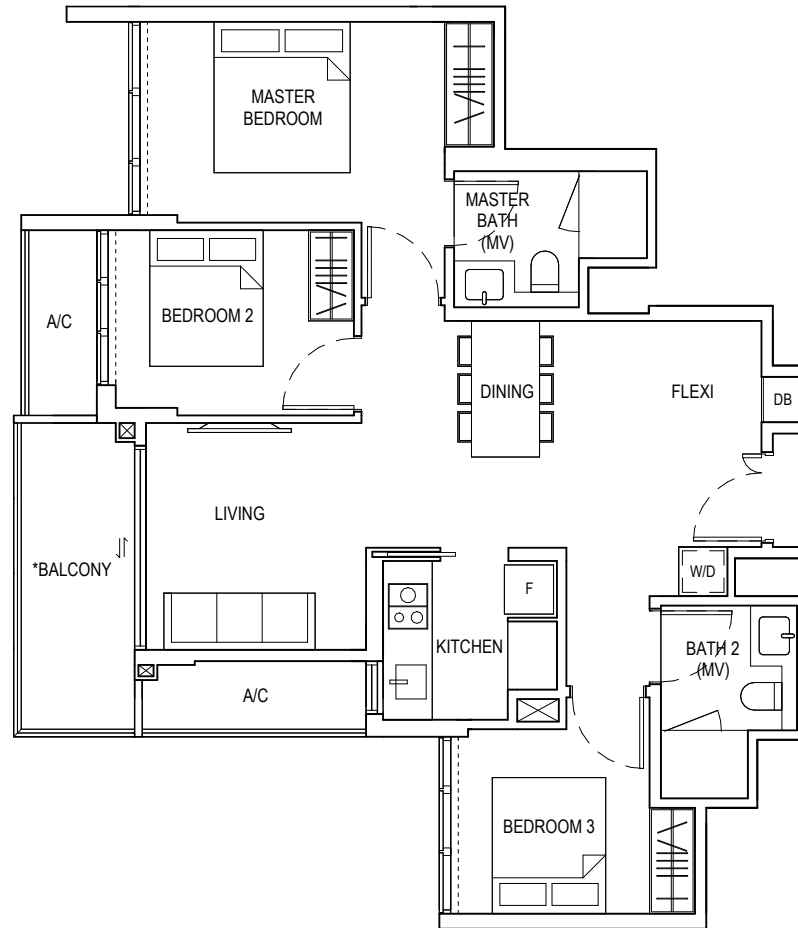 MASTER
BEDROOM
MASTER
BATH
(MV)
A/C
BEDROOM 2
DINING
FLEXI
DB
LIVING
*BALCONY
W/D
F
KITCHEN
BATH 2
(MV)
A/C
BEDROOM 3